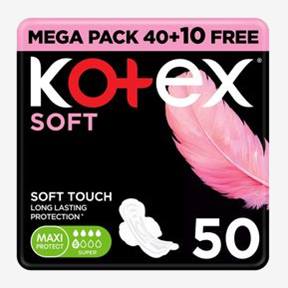 MEGA PACK 40+10 FREE
Kotex®
SOFT
SOFT TOUCH
LONG LASTING
PROTECTION*
MAXI
PROTECT
SUPER
50